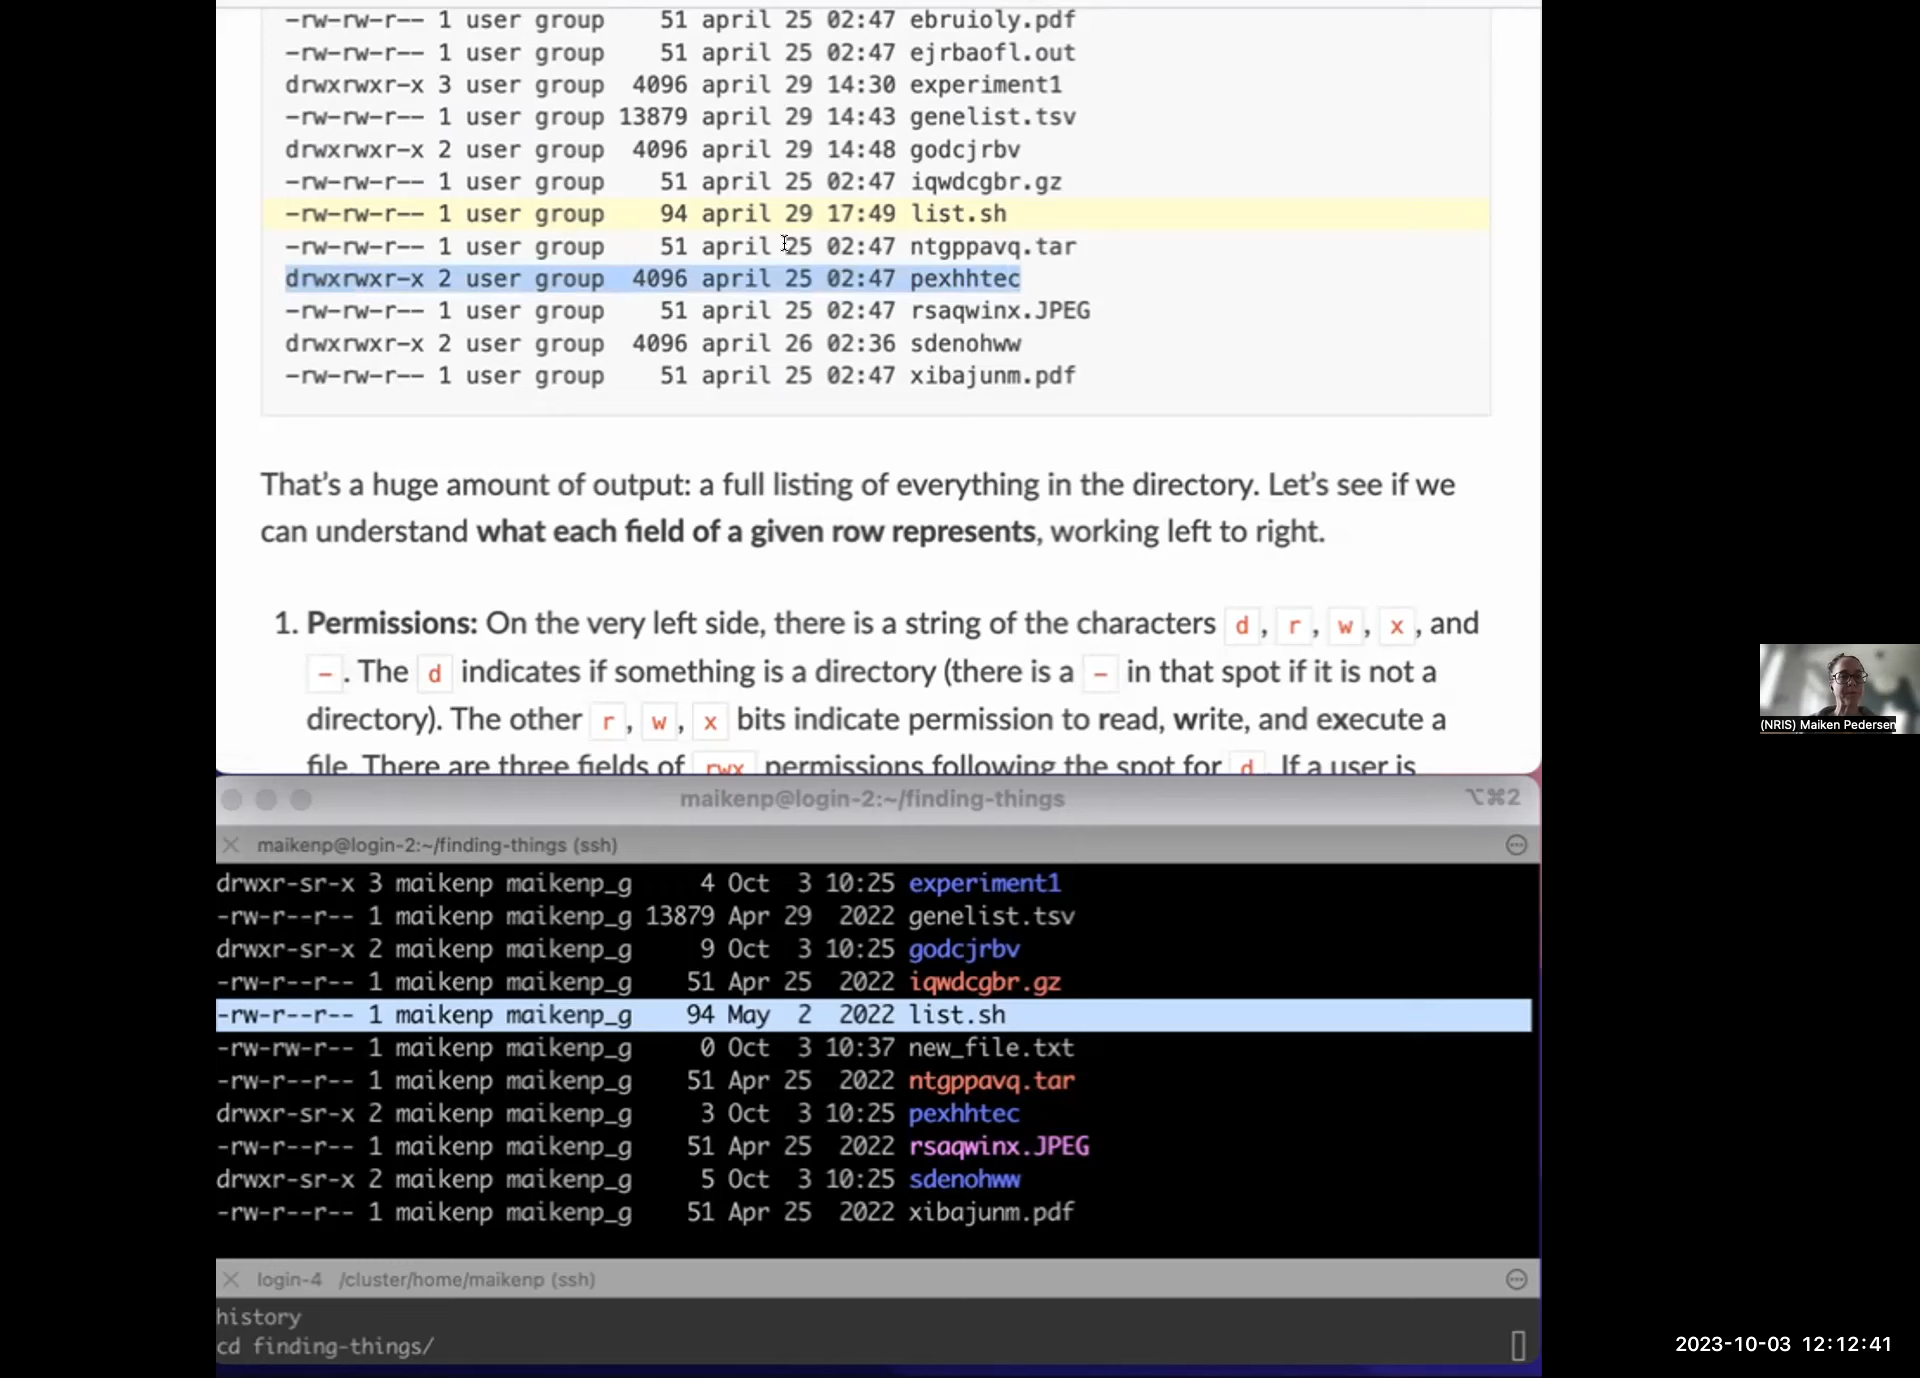 -rw-rw-r-- 1 user group    51 april 25 02:47 ebruioly.pdf
-rw-rw-r-- 1 user group    51 april 25 02:47 ejrbaofl.out
drwxrwxr-x 3 user group  4096 april 29 14:30 experiment1
-rw-rw-r-- 1 user group 13879 april 29 14:43 genelist.tsv
drwxrwxr-x 2 user group  4096 april 29 14:48 godcjrbv
-rw-rw-r-- 1 user group    51 april 25 02:47 iqwdcgbr.gz
-rw-rw-r-- 1 user group    94 april 29 17:49 list.sh
-rw-rw-r-- 1 user group    51 april 25 02:47 ntgppavq.tar
drwxrwxr-x 2 user group  4096 april 25 02:47 pexhhtec
-rw-rw-r-- 1 user group    51 april 25 02:47 rsaqwinx.JPEG
drwxrwxr-x 2 user group  4096 april 26 02:36 sdenohww
-rw-rw-r-- 1 user group    51 april 25 02:47 xibajunm.pdf
That's a huge amount of output: a full listing of everything in the directory. Let's see if we
can understand what each field of a given row represents, working left to right.
1. Permissions: On the very left side, there is a string of the characters d, r, w, x, and
-. The d indicates if something is a directory (there is a - in that spot if it is not a
directory). The other r, w, x bits indicate permission to read, write, and execute a
file. There are three fields of rwx permissions following the spot for d. If a user is
maikenp@login-2:~/finding-things ⌥⌘2
maikenp@login-2:~/finding-things (ssh)
drwxr-sr-x 3 maikenp maikenp_g     4 Oct  3 10:25 experiment1
-rw-r--r-- 1 maikenp maikenp_g 13879 Apr 29  2022 genelist.tsv
drwxr-sr-x 2 maikenp maikenp_g     9 Oct  3 10:25 godcjrbv
-rw-r--r-- 1 maikenp maikenp_g    51 Apr 25  2022 iqwdcgbr.gz
-rw-r--r-- 1 maikenp maikenp_g    94 May  2  2022 list.sh
-rw-rw-r-- 1 maikenp maikenp_g     0 Oct  3 10:37 new_file.txt
-rw-r--r-- 1 maikenp maikenp_g    51 Apr 25  2022 ntgppavq.tar
drwxr-sr-x 2 maikenp maikenp_g     3 Oct  3 10:25 pexhhtec
-rw-r--r-- 1 maikenp maikenp_g    51 Apr 25  2022 rsaqwinx.JPEG
drwxr-sr-x 2 maikenp maikenp_g     5 Oct  3 10:25 sdenohww
-rw-r--r-- 1 maikenp maikenp_g    51 Apr 25  2022 xibajunm.pdf
login-4 /cluster/home/maikenp (ssh)
history
cd finding-things/
(NRIS) Maiken Pedersen
2023-10-03 12:12:41